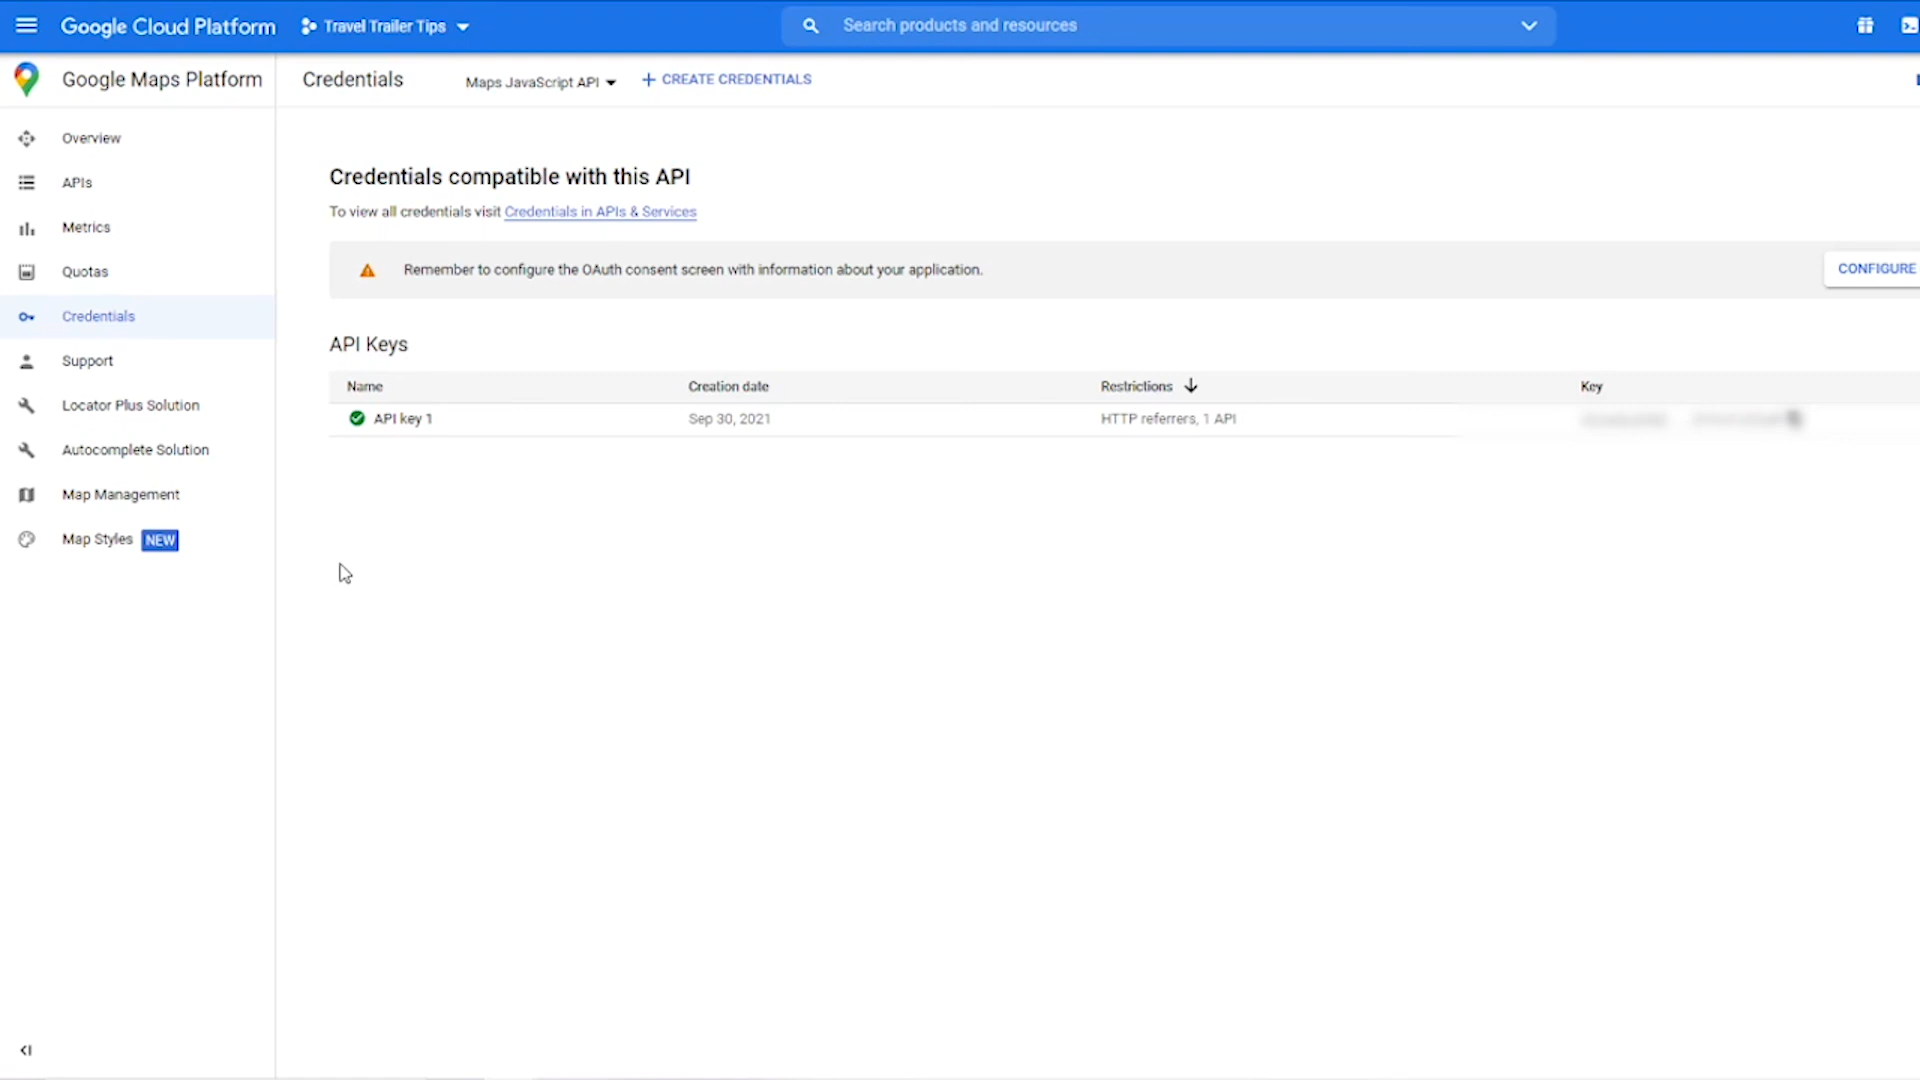 Google Cloud Platform
Travel Trailer Tips
Search products and resources
Google Maps Platform
Credentials
Maps JavaScript API
+ CREATE CREDENTIALS
Overview
APIs
Metrics
Quotas
Credentials
Support
Locator Plus Solution
Autocomplete Solution
Map Management
Map Styles NEW
Credentials compatible with this API
To view all credentials visit Credentials in APIs & Services
Remember to configure the OAuth consent screen with information about your application.
CONFIGURE
API Keys
Name Creation date Restrictions Key
API key 1 Sep 30, 2021 HTTP referrers, 1 API